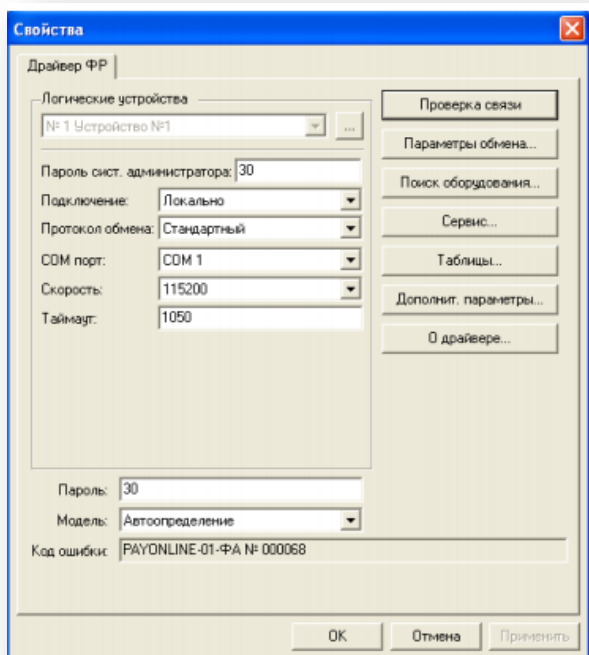 Свойства
Драйвер ФР
Логические устройства
№ 1 Устройство №1
...
Пароль сист. администратора: 30
Подключение: Локально
Протокол обмена: Стандартный
COM порт: COM 1
Скорость: 115200
Таймаут: 1050
Проверка связи
Параметры обмена...
Поиск оборудования...
Сервис...
Таблицы...
Дополнит. параметры...
О драйвере...
Пароль: 30
Модель: Автоопределение
Код ошибки: PAYONLINE-01-ФА № 000068
OK
Отмена
Применить